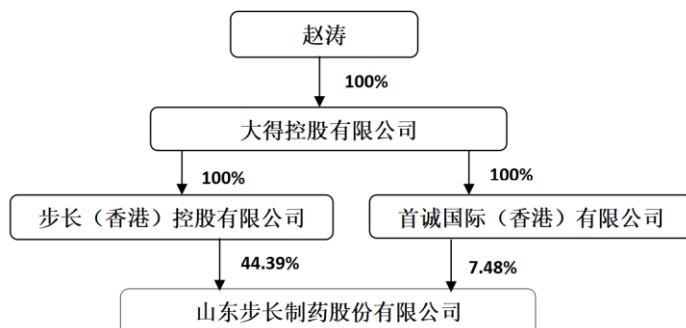 赵涛
100%
大得控股有限公司
100%
100%
步长（香港）控股有限公司
首诚国际（香港）有限公司
44.39%
7.48%
山东步长制药股份有限公司